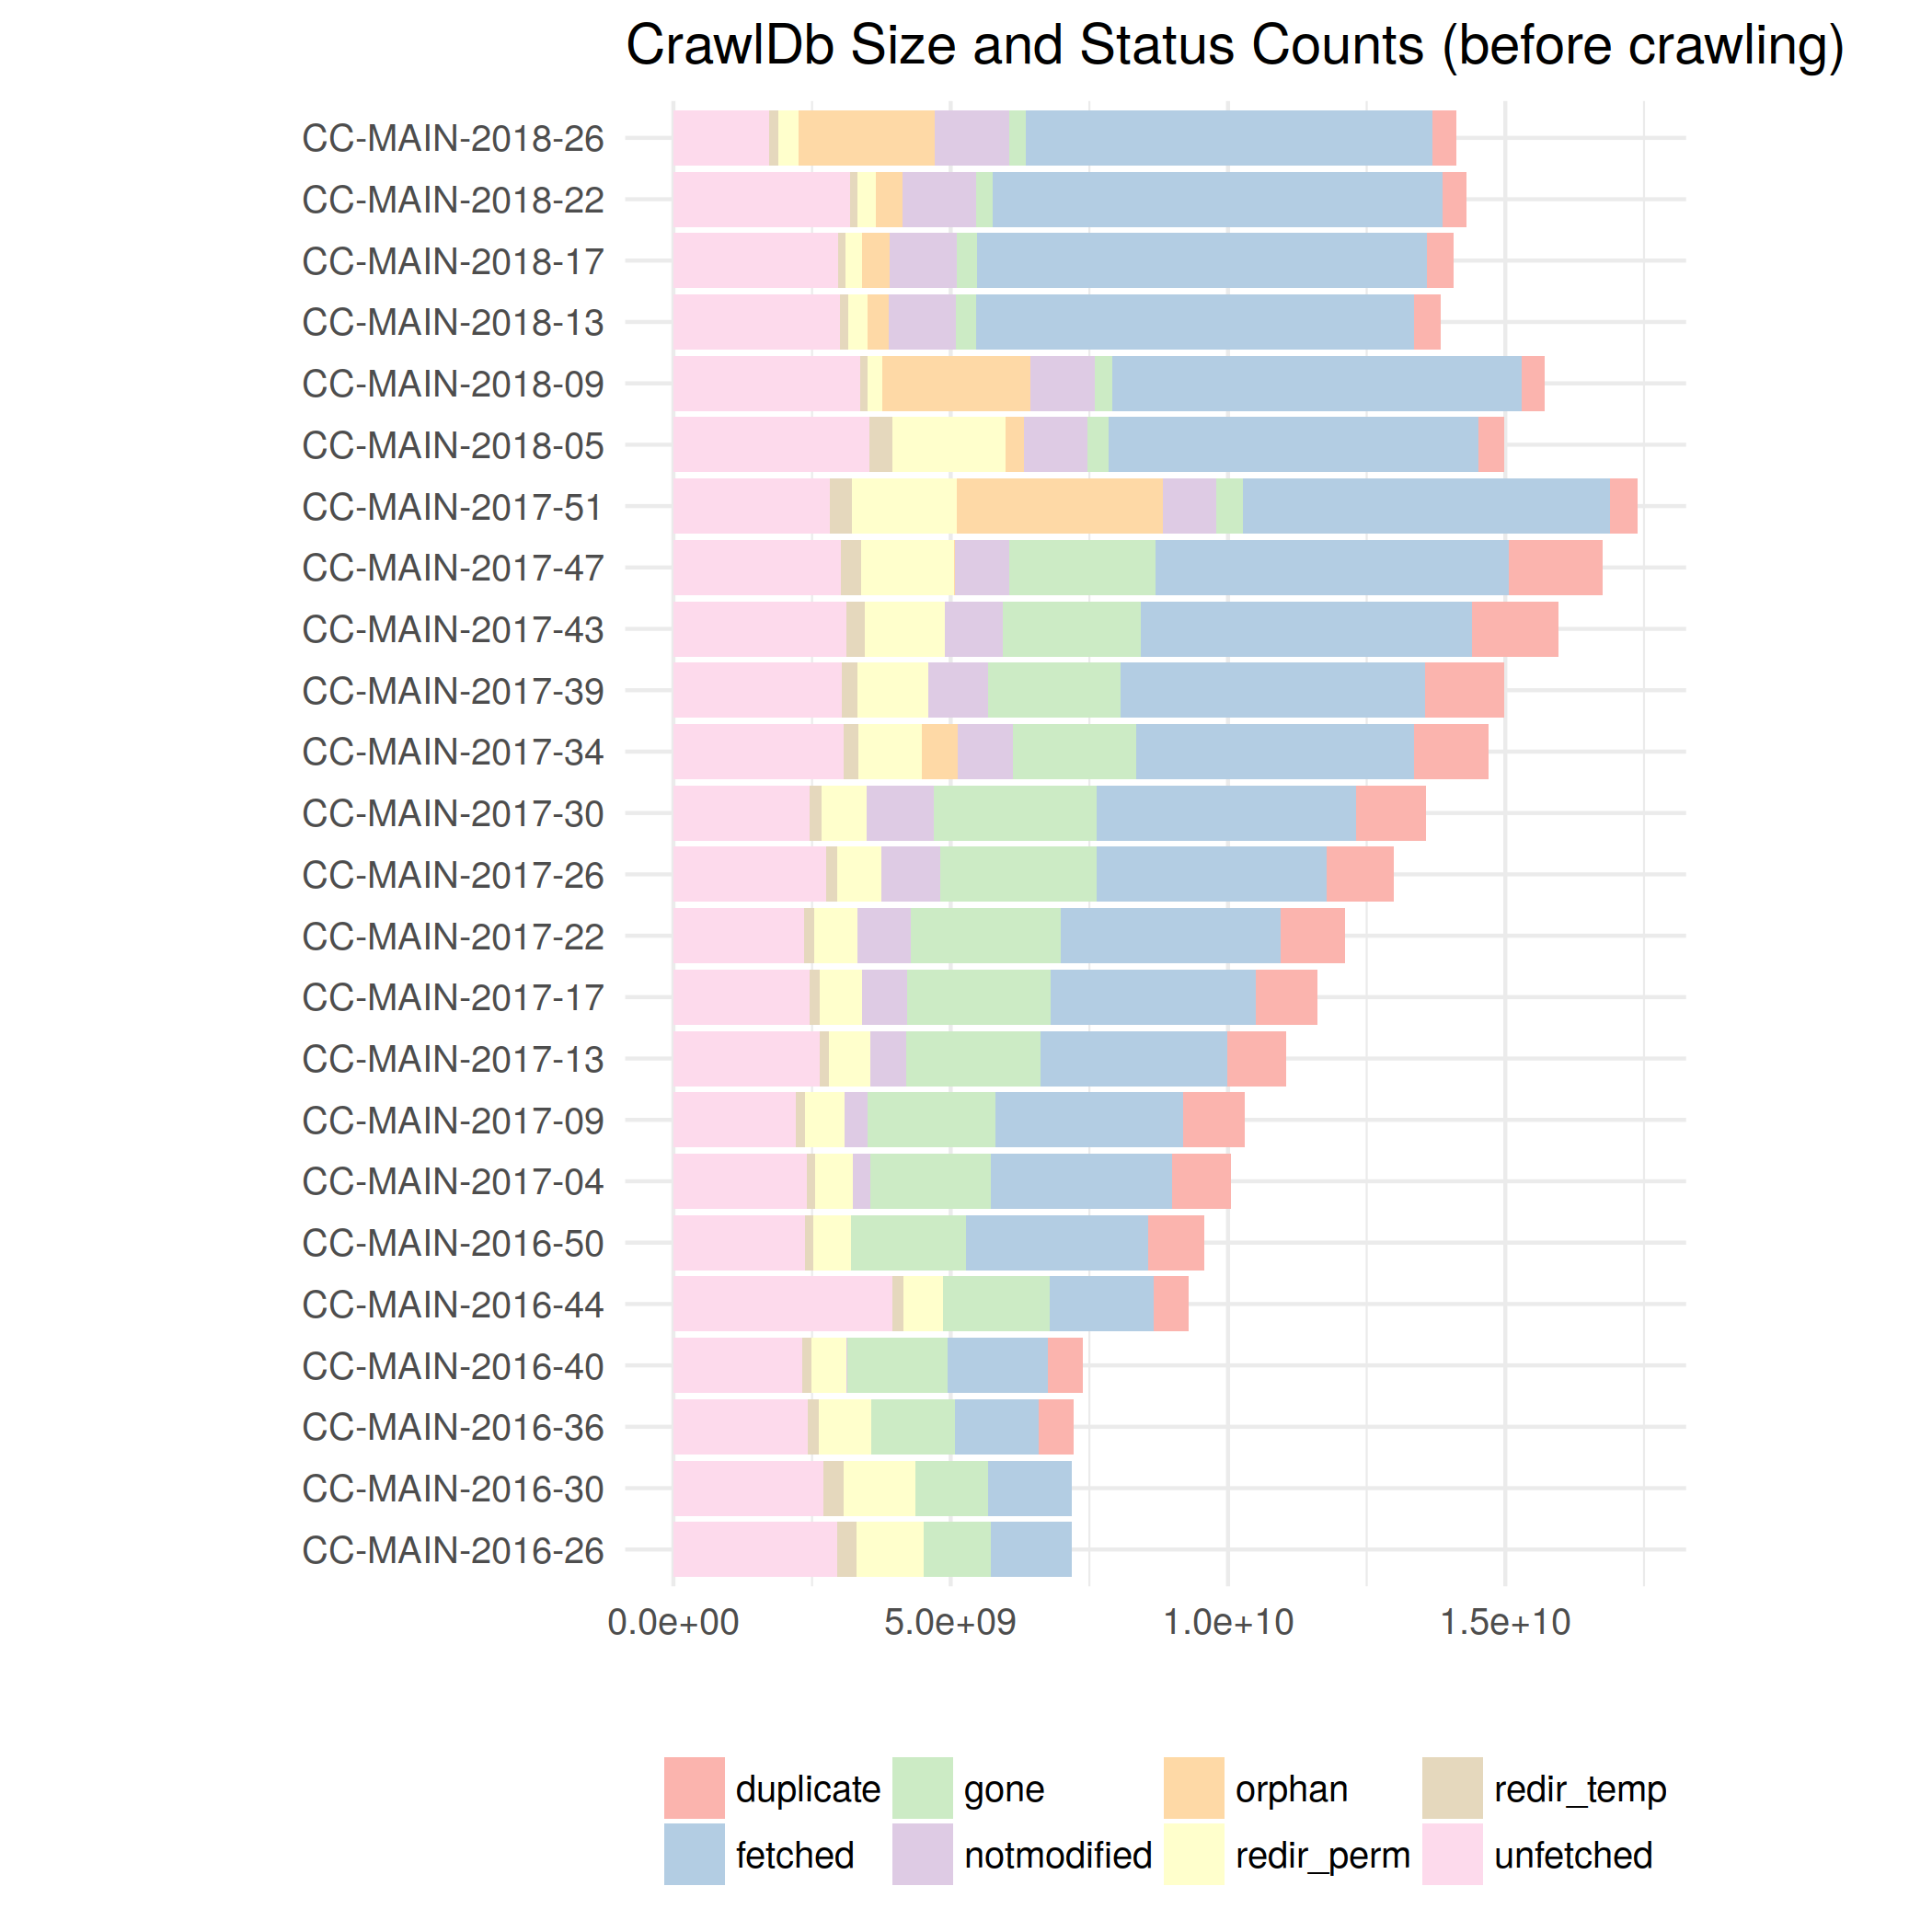 CrawlDb Size and Status Counts (before crawling)
CC-MAIN-2018-26
CC-MAIN-2018-22
CC-MAIN-2018-17
CC-MAIN-2018-13
CC-MAIN-2018-09
CC-MAIN-2018-05
CC-MAIN-2017-51
CC-MAIN-2017-47
CC-MAIN-2017-43
CC-MAIN-2017-39
CC-MAIN-2017-34
CC-MAIN-2017-30
CC-MAIN-2017-26
CC-MAIN-2017-22
CC-MAIN-2017-17
CC-MAIN-2017-13
CC-MAIN-2017-09
CC-MAIN-2017-04
CC-MAIN-2016-50
CC-MAIN-2016-44
CC-MAIN-2016-40
CC-MAIN-2016-36
CC-MAIN-2016-30
CC-MAIN-2016-26
0.0e+00 5.0e+09 1.0e+10 1.5e+10
duplicate gone orphan redir_temp
fetched notmodified redir_perm unfetched